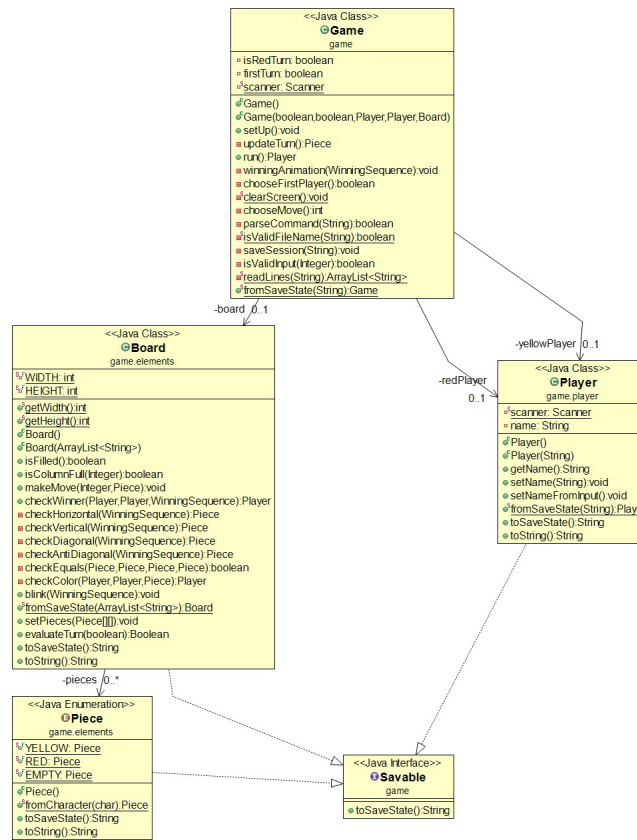 <<Java Class>>
Game
game
isRedTurn: boolean
firstTurn: boolean
scanner: Scanner
Game()
Game(boolean,boolean,Player,Player,Board)
setUp():void
updateTurn():Piece
run():Player
winningAnimation(WinningSequence):void
chooseFirstPlayer():boolean
clearScreen():void
chooseMove():int
parseCommand(String):boolean
isValidFileName(String):boolean
saveSession(String):void
isValidInput(Integer):boolean
readLines(String):ArrayList<String>
fromSaveState(String):Game
-board 0..1
-yellowPlayer 0..1
-redPlayer
0..1
<<Java Class>>
Board
game.elements
WIDTH: int
HEIGHT: int
getWidth():int
getHeight():int
Board()
Board(ArrayList<String>)
isFilled():boolean
isColumnFull(Integer):boolean
makeMove(Integer,Piece):void
checkWinner(Player,Player,WinningSequence):Player
checkHorizontal(WinningSequence):Piece
checkVertical(WinningSequence):Piece
checkDiagonal(WinningSequence):Piece
checkAntiDiagonal(WinningSequence):Piece
checkEquals(Piece,Piece,Piece,Piece):boolean
checkColor(Player,Player,Piece):Player
blink(WinningSequence):void
fromSaveState(ArrayList<String>):Board
setPieces(Piece[][]):void
evaluateTurn(boolean):Boolean
toSaveState():String
toString():String
<<Java Class>>
Player
game.player
scanner: Scanner
name: String
Player()
Player(String)
getName():String
setName(String):void
setNameFromInput():void
fromSaveState(String):Play
toSaveState():String
toString():String
-pieces 0..*
<<Java Enumeration>>
Piece
game.elements
YELLOW: Piece
RED: Piece
EMPTY: Piece
Piece()
fromCharacter(char):Piece
toSaveState():String
toString():String
<<Java Interface>>
Savable
game
toSaveState():String